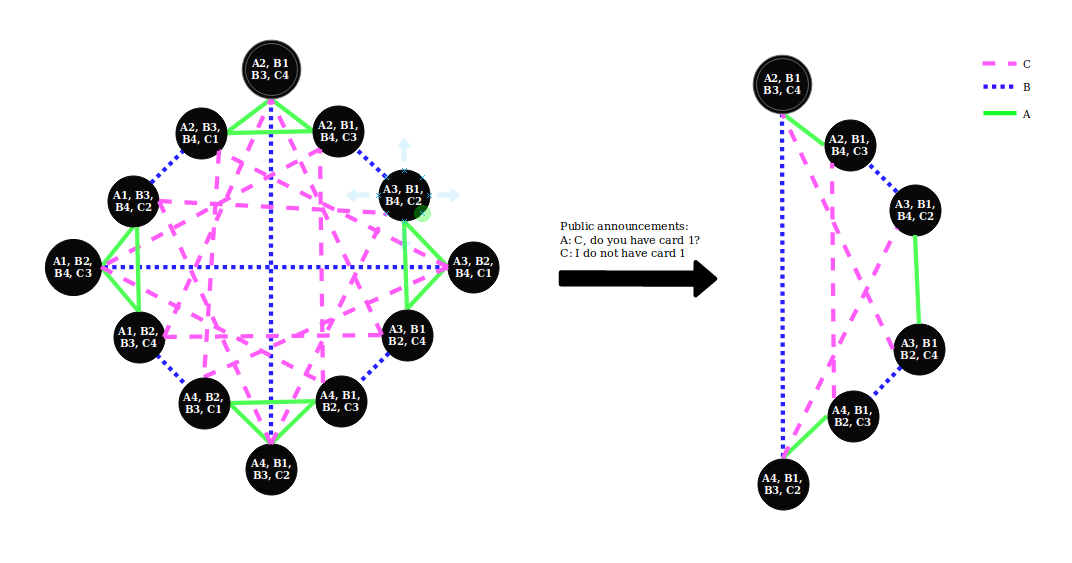 A2, B1
B3, C4
A2, B3,
B4, C1
A2, B1,
B4, C3
A1, B3,
B4, C2
A3, B1,
B4, C2
A1, B2,
B4, C3
A3, B2,
B4, C1
A1, B2,
B3, C4
A3, B1
B2, C4
A4, B2,
B3, C1
A4, B1,
B2, C3
A4, B1,
B3, C2
Public announcements:
A: C, do you have card 1?
C: I do not have card 1
A2, B1
B3, C4
A2, B1,
B4, C3
A3, B1,
B4, C2
A3, B1
B2, C4
A4, B1,
B2, C3
A4, B1,
B3, C2
C
B
A